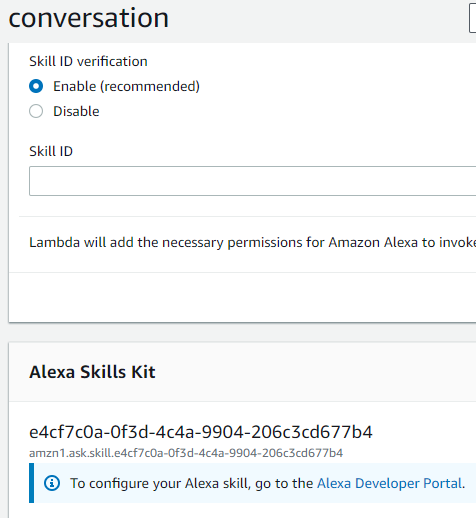 conversation
Skill ID verification
Enable (recommended)
Disable
Skill ID
Lambda will add the necessary permissions for Amazon Alexa to invoke
Alexa Skills Kit
e4cf7c0a-0f3d-4c4a-9904-206c3cd677b4
amzn1.ask.skill.e4cf7c0a-0f3d-4c4a-9904-206c3cd677b4
To configure your Alexa skill, go to the Alexa Developer Portal.